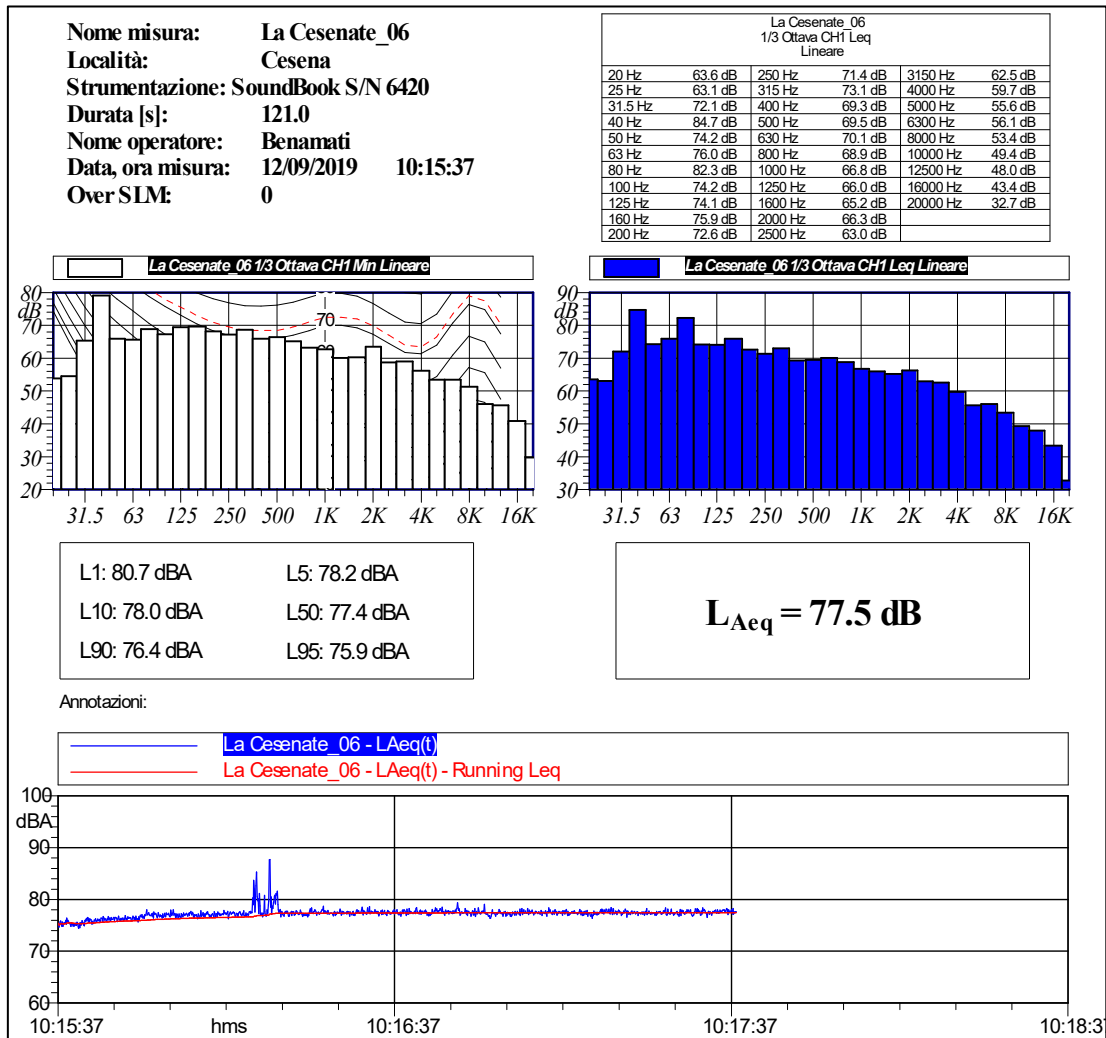 Nome misura: La Cesenate_06
Località: Cesena
Strumentazione: SoundBook S/N 6420
Durata [s]: 121.0
Nome operatore: Benamati
Data, ora misura: 12/09/2019 10:15:37
Over SLM: 0
La Cesenate_06
1/3 Ottava CH1 Leq
Lineare
20 Hz 63.6 dB 250 Hz 71.4 dB 3150 Hz 62.5 dB
25 Hz 63.1 dB 315 Hz 73.1 dB 4000 Hz 59.7 dB
31.5 Hz 72.1 dB 400 Hz 69.3 dB 5000 Hz 55.6 dB
40 Hz 84.7 dB 500 Hz 69.5 dB 6300 Hz 56.1 dB
50 Hz 74.2 dB 630 Hz 70.1 dB 8000 Hz 53.4 dB
63 Hz 76.0 dB 800 Hz 68.9 dB 10000 Hz 49.4 dB
80 Hz 82.3 dB 1000 Hz 66.8 dB 12500 Hz 48.0 dB
100 Hz 74.2 dB 1250 Hz 66.0 dB 16000 Hz 43.4 dB
125 Hz 74.1 dB 1600 Hz 65.2 dB 20000 Hz 32.7 dB
160 Hz 75.9 dB 2000 Hz 66.3 dB
200 Hz 72.6 dB 2500 Hz 63.0 dB
La Cesenate_06 1/3 Ottava CH1 Min Lineare
80
dB
70
60
50
40
30
20
70
31.5 63 125 250 500 1K 2K 4K 8K 16K
La Cesenate_06 1/3 Ottava CH1 Leq Lineare
90
dB
80
70
60
50
40
30
31.5 63 125 250 500 1K 2K 4K 8K 16K
L1: 80.7 dBA L5: 78.2 dBA
L10: 78.0 dBA L50: 77.4 dBA
L90: 76.4 dBA L95: 75.9 dBA
LAeq = 77.5 dB
Annotazioni:
La Cesenate_06 - LAeq(t)
La Cesenate_06 - LAeq(t) - Running Leq
100
dBA
90
80
70
60
10:15:37 hms 10:16:37 10:17:37 10:18:37